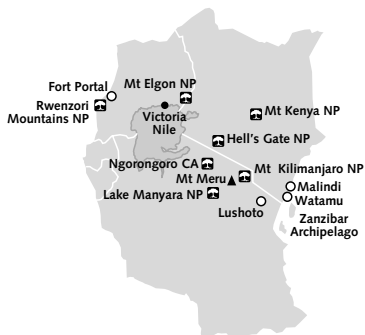 Mt Elgon NP
Fort Portal
Rwenzori
Mountains NP
Victoria
Nile
Mt Kenya NP
Hell's Gate NP
Ngorongoro CA
Mt Kilimanjaro NP
Mt Meru
Malindi
Lake Manyara NP
Watamu
Lushoto
Zanzibar
Archipelago